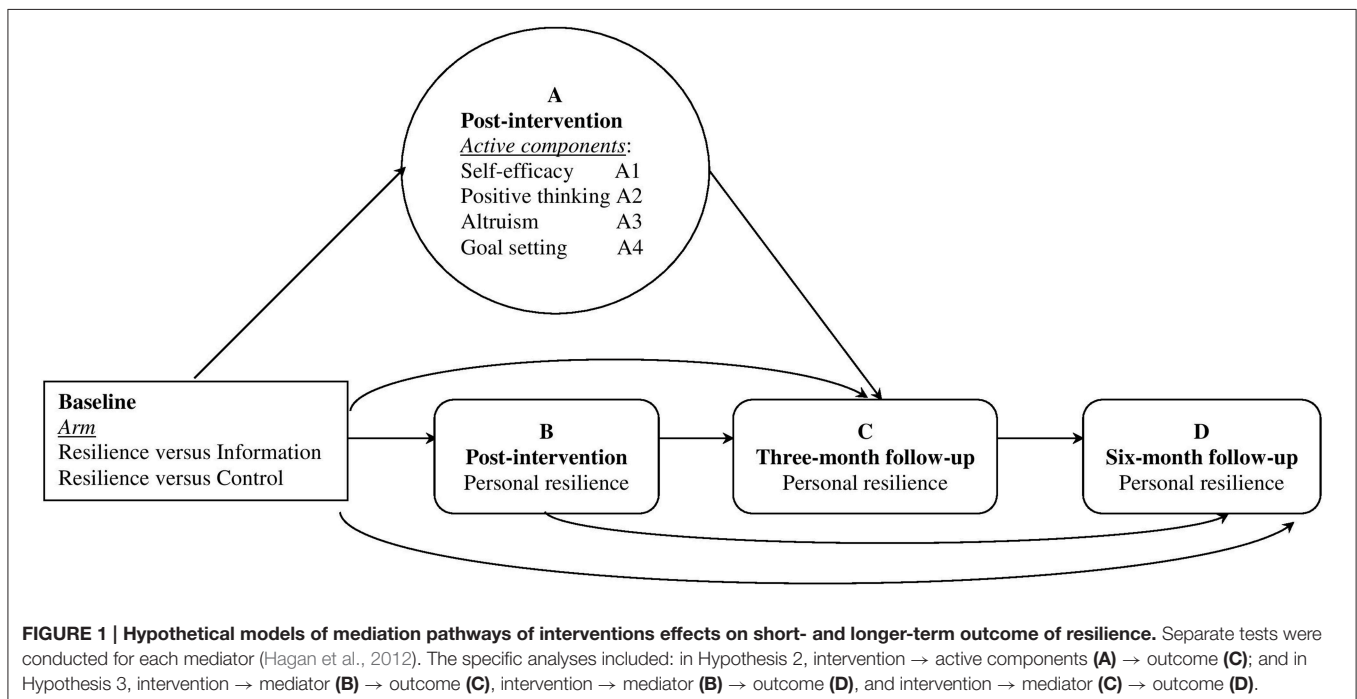 A
Post-intervention
Active components:
Self-efficacy A1
Positive thinking A2
Altruism A3
Goal setting A4
Baseline
Arm
Resilience versus Information
Resilience versus Control
B
Post-intervention
Personal resilience
C
Three-month follow-up
Personal resilience
D
Six-month follow-up
Personal resilience
FIGURE 1 | Hypothetical models of mediation pathways of interventions effects on short- and longer-term outcome of resilience. Separate tests were
conducted for each mediator (Hagan et al., 2012). The specific analyses included: in Hypothesis 2, intervention → active components (A) → outcome (C); and in
Hypothesis 3, intervention → mediator (B) → outcome (C), intervention → mediator (B) → outcome (D), and intervention → mediator (C) → outcome (D).